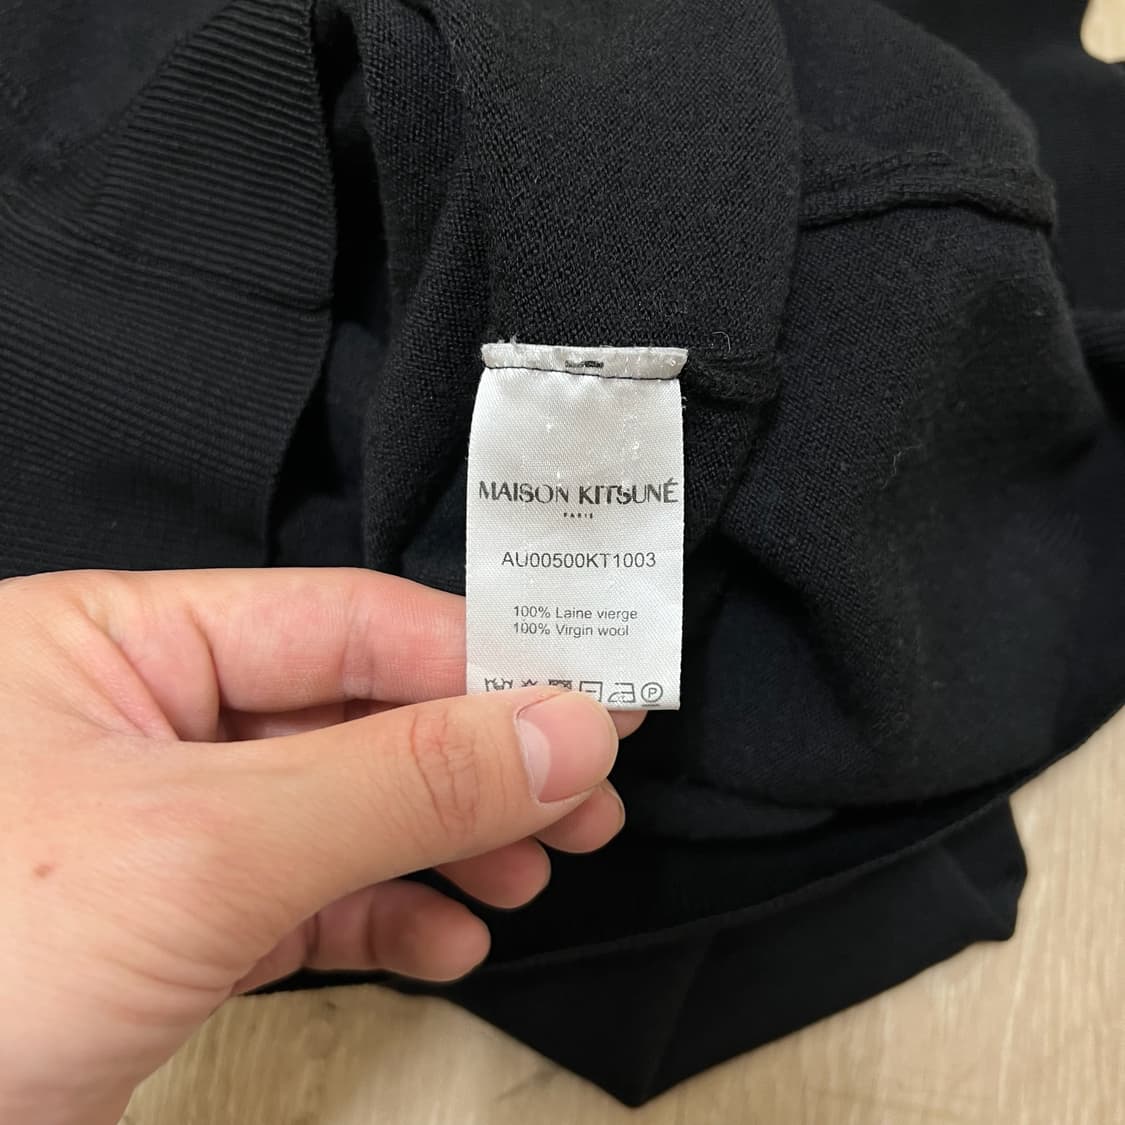 MAISON KITSUNÉ
PARIS
AU00500KT1003
100% Laine vierge
100% Virgin wool
P